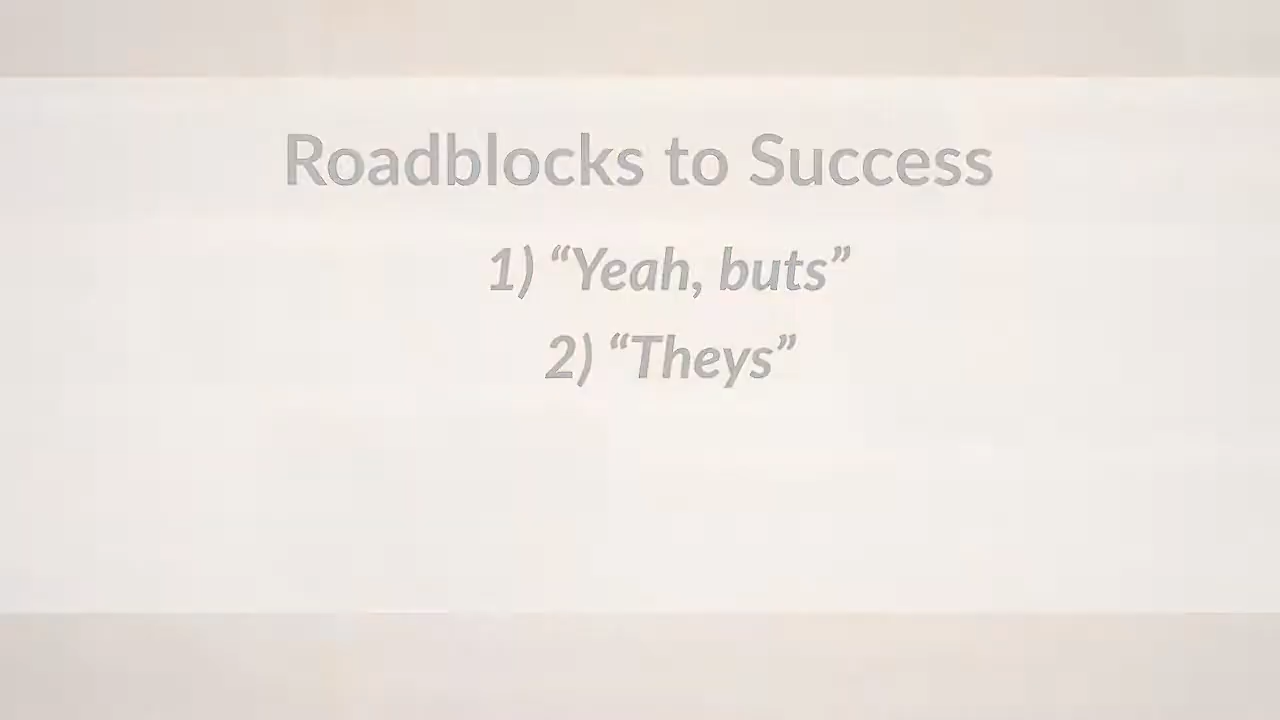 Roadblocks to Success
1) “Yeah, buts”
2) “Theys”